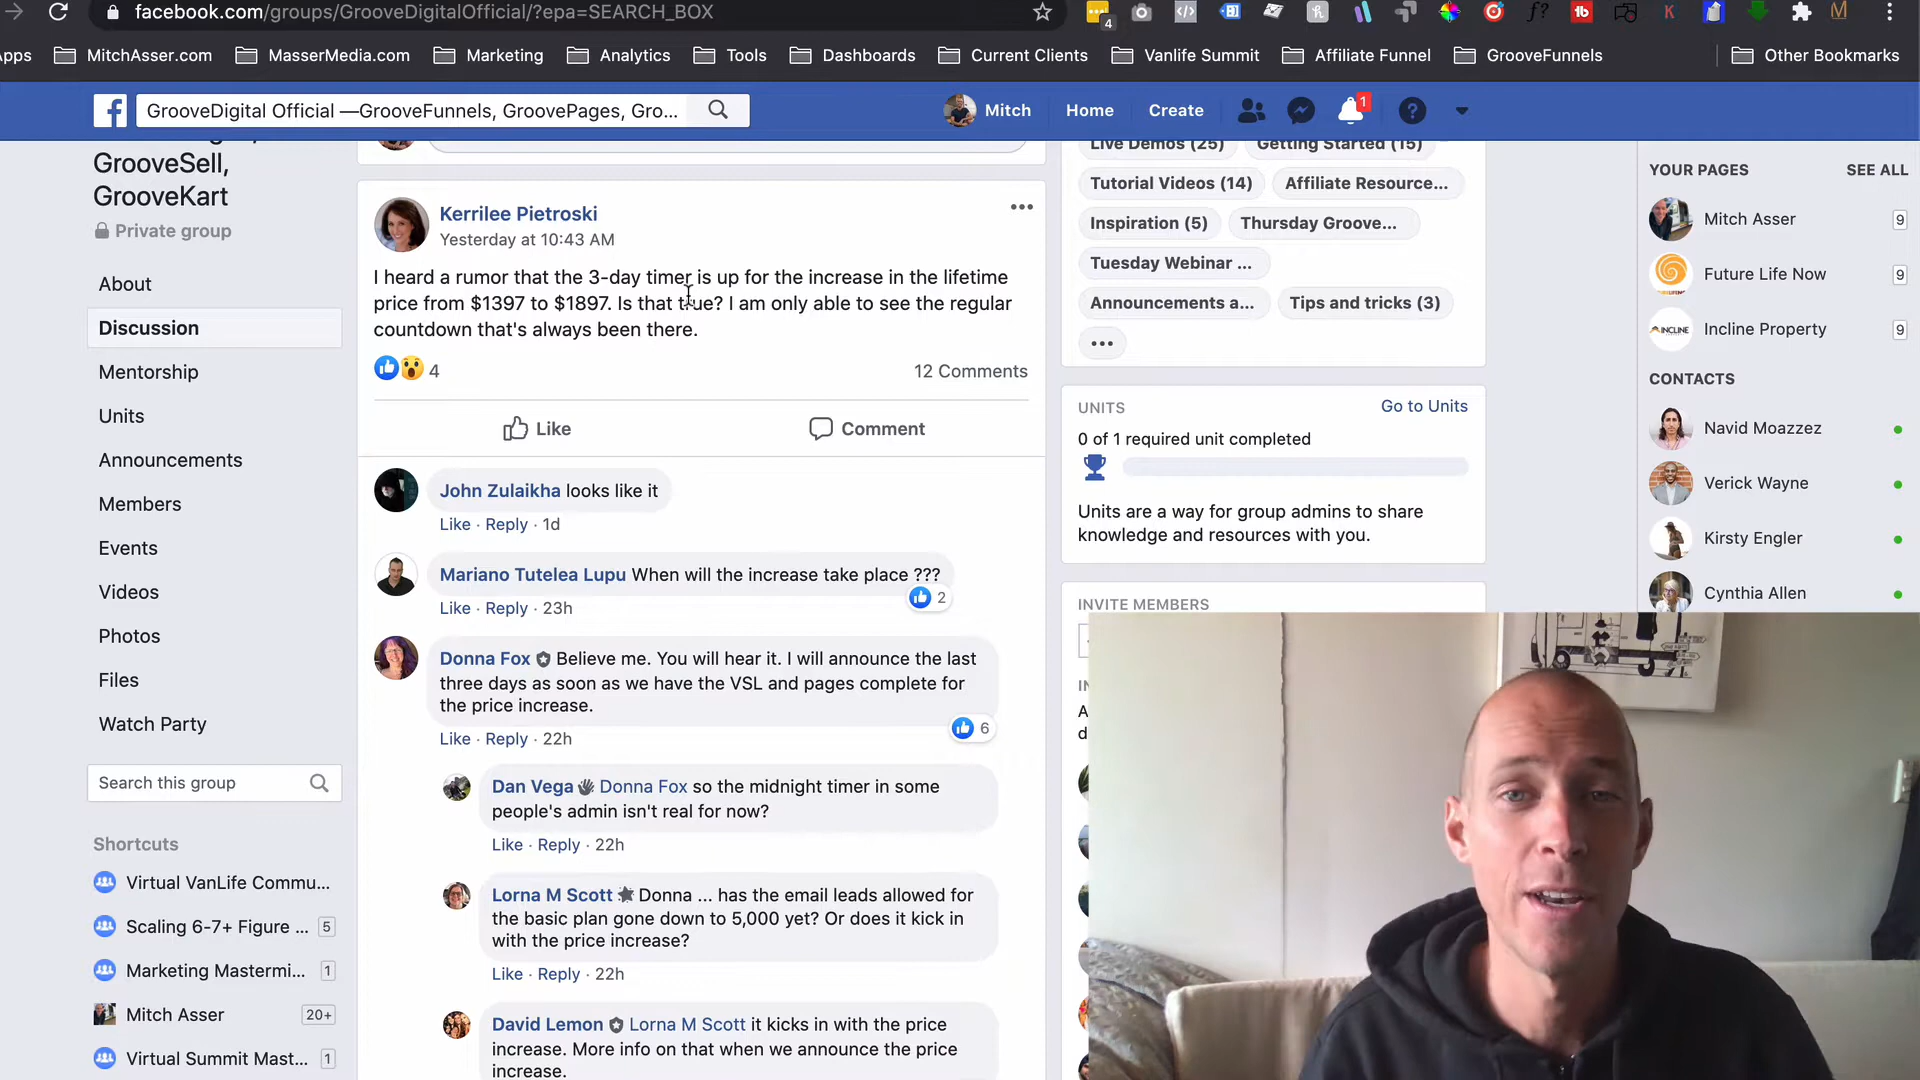 facebook.com/groups/GrooveDigitalOfficial/?epa=SEARCH_BOX
4
MitchAsser.com
MasserMedia.com
Marketing
Analytics
Tools
Dashboards
Current Clients
Vanlife Summit
Affiliate Funnel
GrooveFunnels
Other Bookmarks
GrooveDigital Official —GrooveFunnels, GroovePages, Gro...
Mitch
Home
Create
1
GrooveSell,
GrooveKart
Private group
About
Discussion
Mentorship
Units
Announcements
Members
Events
Videos
Photos
Files
Watch Party
Search this group
Shortcuts
Virtual VanLife Commu...
Scaling 6-7+ Figure ... 5
Marketing Mastermi... 1
Mitch Asser 20+
Virtual Summit Mast... 1
Kerrilee Pietroski
Yesterday at 10:43 AM
I heard a rumor that the 3-day timer is up for the increase in the lifetime
price from $1397 to $1897. Is that true? I am only able to see the regular
countdown that's always been there.
4
12 Comments
Like
Comment
John Zulaikha looks like it
Like · Reply · 1d
Mariano Tutelea Lupu When will the increase take place ???
2
Like · Reply · 23h
Donna Fox Believe me. You will hear it. I will announce the last
three days as soon as we have the VSL and pages complete for
the price increase.
6
Like · Reply · 22h
Dan Vega Donna Fox so the midnight timer in some
people's admin isn't real for now?
Like · Reply · 22h
Lorna M Scott Donna ... has the email leads allowed for
the basic plan gone down to 5,000 yet? Or does it kick in
with the price increase?
Like · Reply · 22h
David Lemon Lorna M Scott it kicks in with the price
increase. More info on that when we announce the price
increase.
Live Demos (25)
Getting Started (15)
Tutorial Videos (14)
Affiliate Resource...
Inspiration (5)
Thursday Groove...
Tuesday Webinar ...
Announcements a...
Tips and tricks (3)
UNITS
Go to Units
0 of 1 required unit completed
Units are a way for group admins to share
knowledge and resources with you.
INVITE MEMBERS
YOUR PAGES
SEE ALL
Mitch Asser 9
Future Life Now 9
Incline Property 9
CONTACTS
Navid Moazzez
Verick Wayne
Kirsty Engler
Cynthia Allen